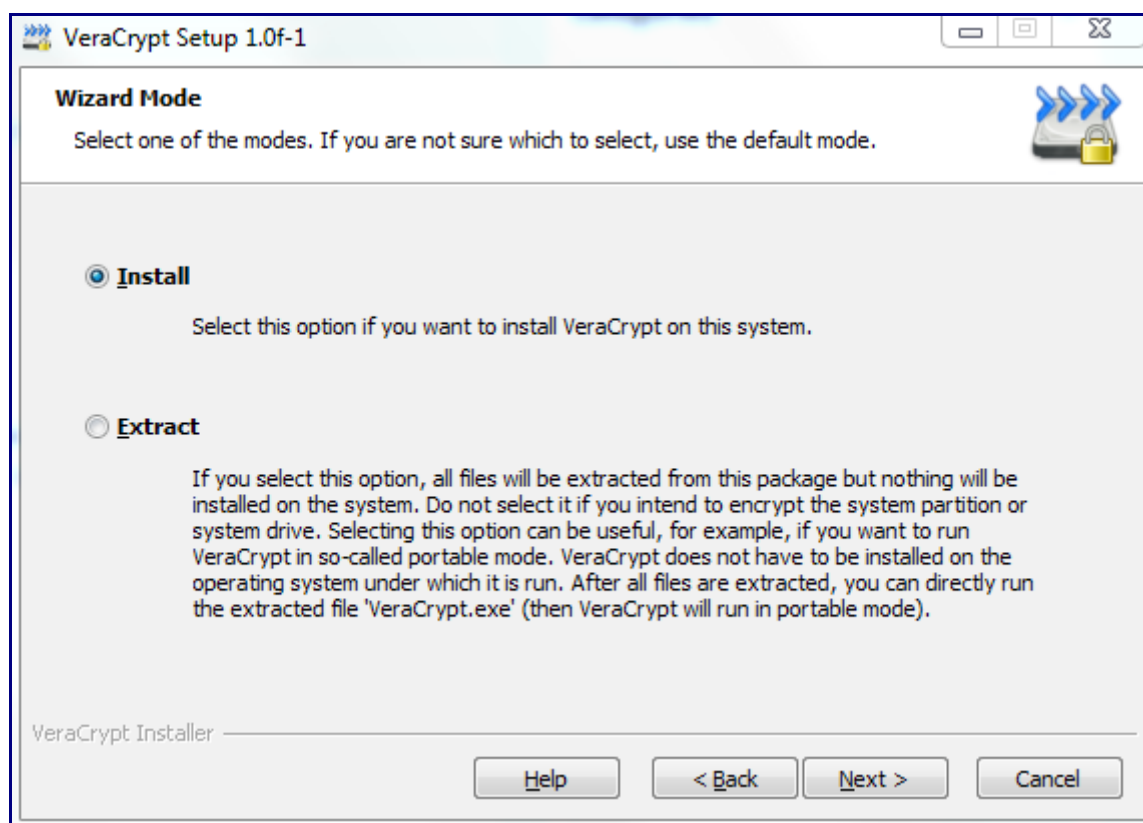 VeraCrypt Setup 1.0f-1
Wizard Mode
Select one of the modes. If you are not sure which to select, use the default mode.
Install
Select this option if you want to install VeraCrypt on this system.
Extract
If you select this option, all files will be extracted from this package but nothing will be
installed on the system. Do not select it if you intend to encrypt the system partition or
system drive. Selecting this option can be useful, for example, if you want to run
VeraCrypt in so-called portable mode. VeraCrypt does not have to be installed on the
operating system under which it is run. After all files are extracted, you can directly run
the extracted file 'VeraCrypt.exe' (then VeraCrypt will run in portable mode).
VeraCrypt Installer
Help < Back Next > Cancel